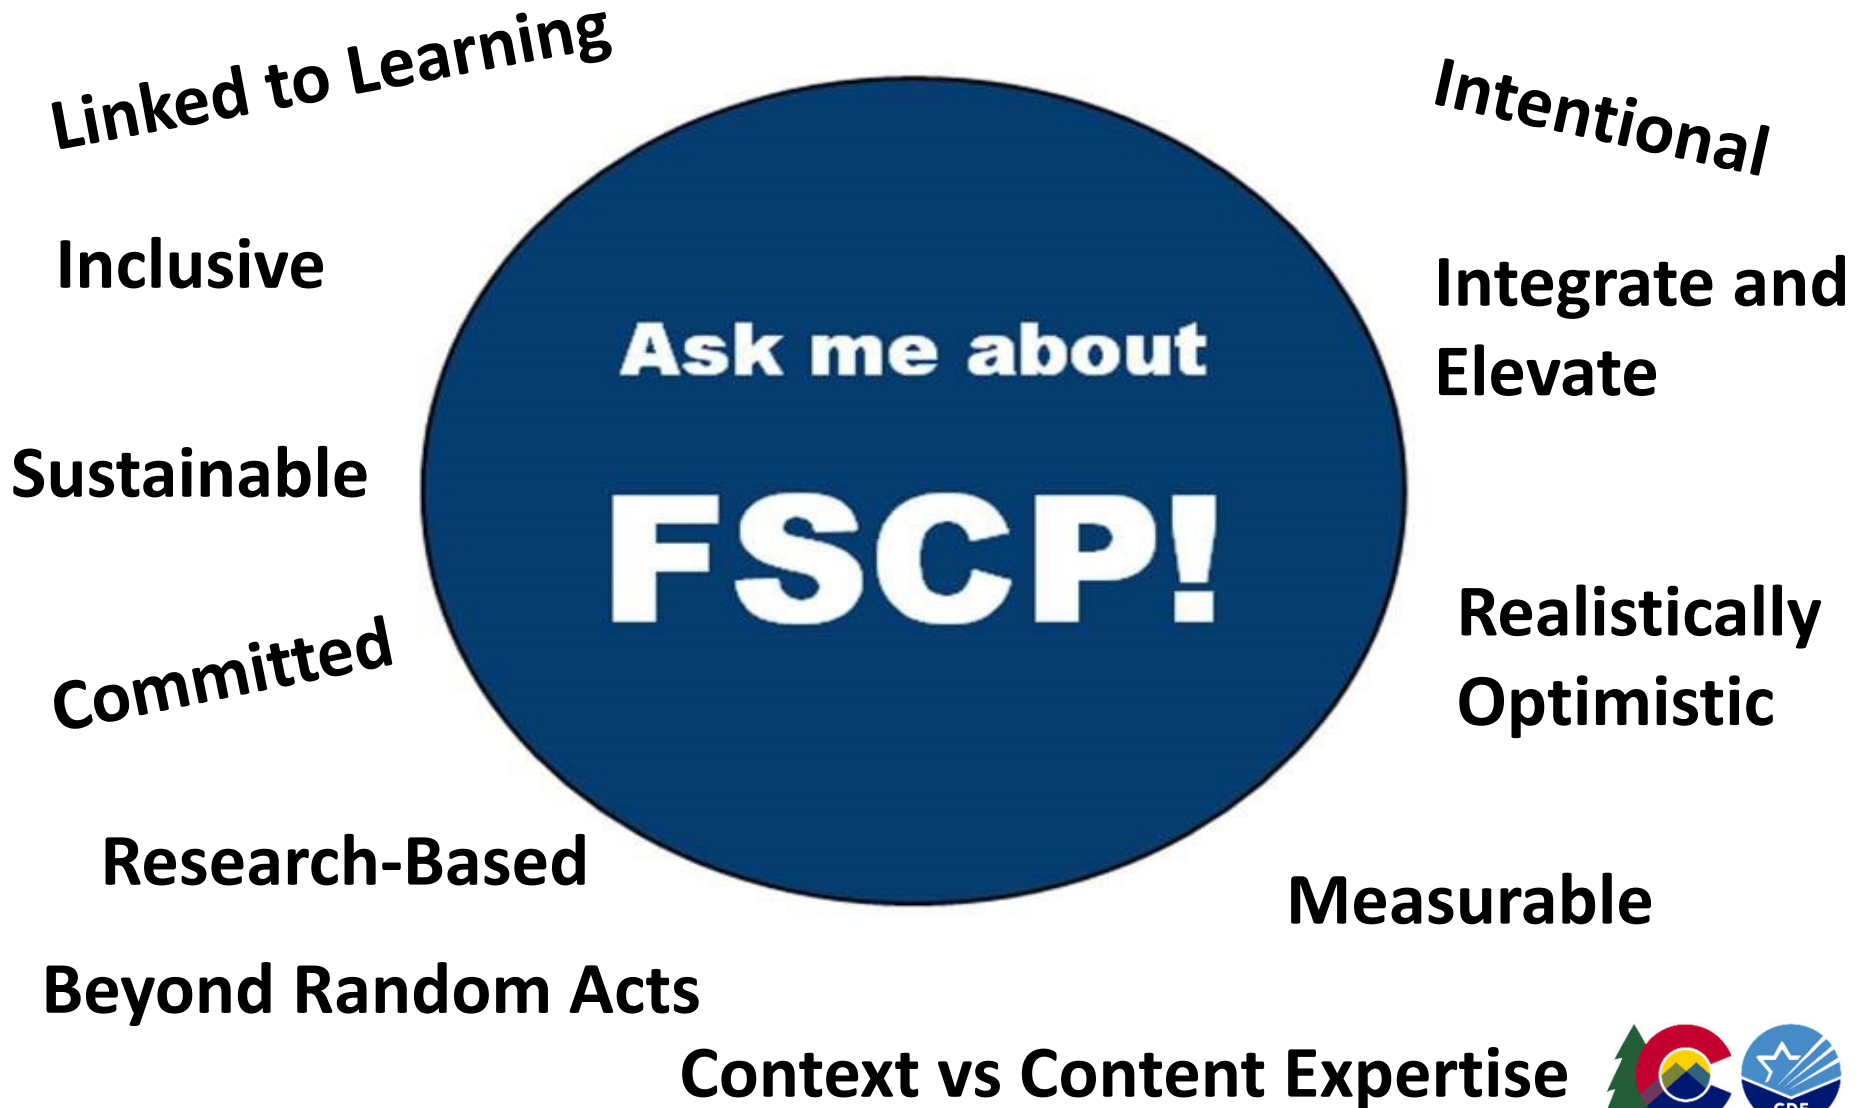 Linked to Learning
Intentional
Inclusive
Integrate and
Elevate
Ask me about
Sustainable
FSCP!
Realistically
Optimistic
Committed
Research-Based
Measurable
Beyond Random Acts
Context vs Content Expertise
CDE